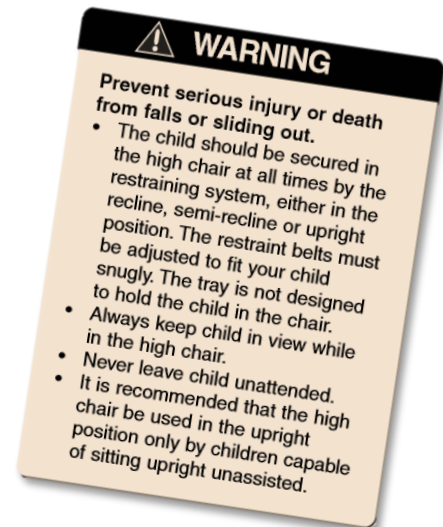 WARNING
Prevent serious injury or death
from falls or sliding out.
• The child should be secured in
the high chair at all times by the
restraining system, either in the
recline, semi-recline or upright
position. The restraint belts must
be adjusted to fit your child
snugly. The tray is not designed
to hold the child in the chair.
• Always keep child in view while
in the high chair.
• Never leave child unattended.
• It is recommended that the high
chair be used in the upright
position only by children capable
of sitting upright unassisted.